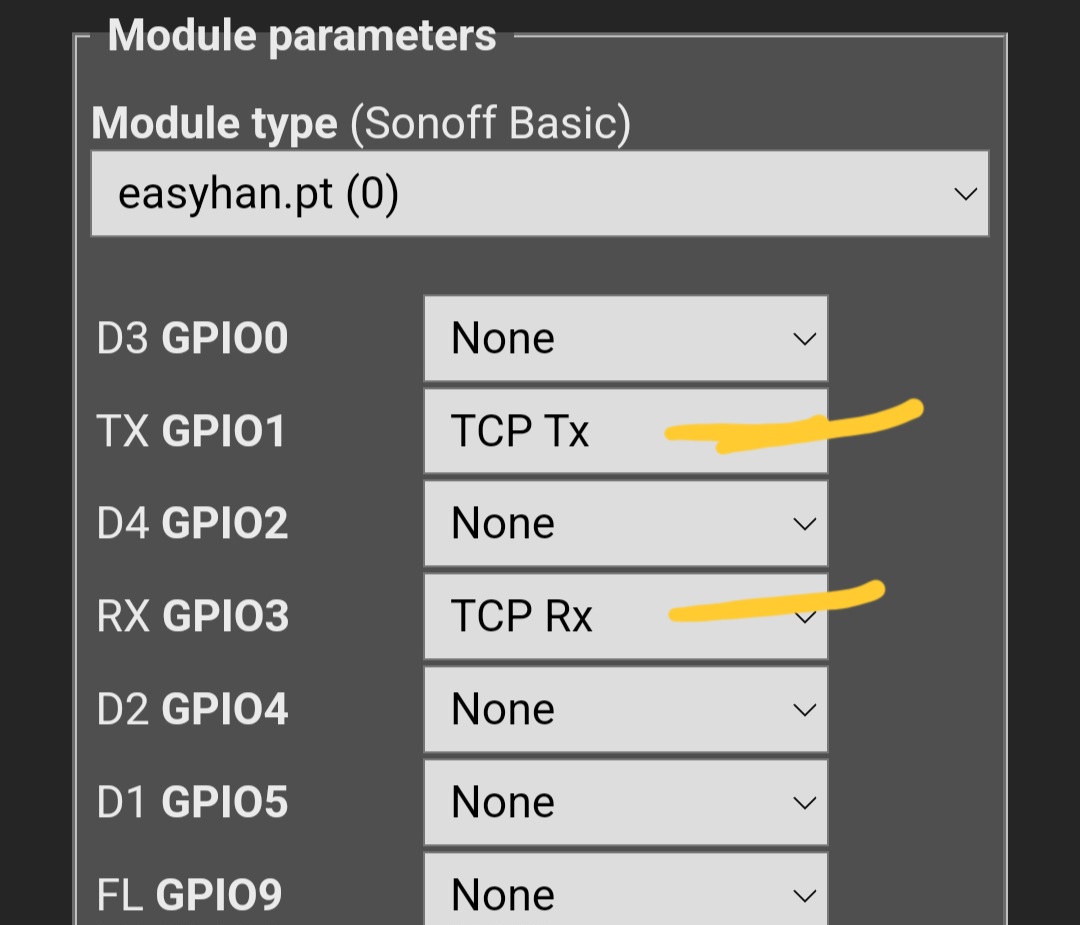 Module parameters
Module type (Sonoff Basic)
easyhan.pt (0)
D3 GPIO0 None
TX GPIO1 TCP Tx
D4 GPIO2 None
RX GPIO3 TCP Rx
D2 GPIO4 None
D1 GPIO5 None
FL GPIO9 None